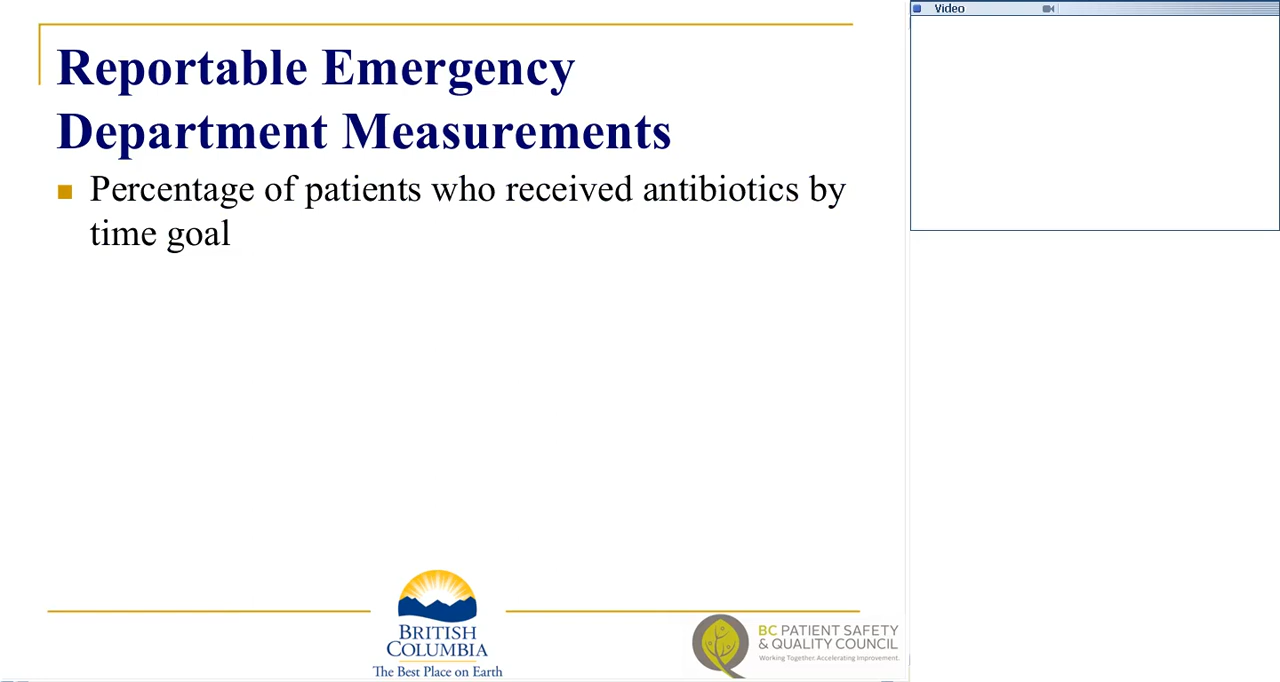 Reportable Emergency
Department Measurements
Percentage of patients who received antibiotics by
time goal
Video
BRITISH
COLUMBIA
The Best Place on Earth
BC PATIENT SAFETY
& QUALITY COUNCIL
Working Together. Accelerating Improvement.